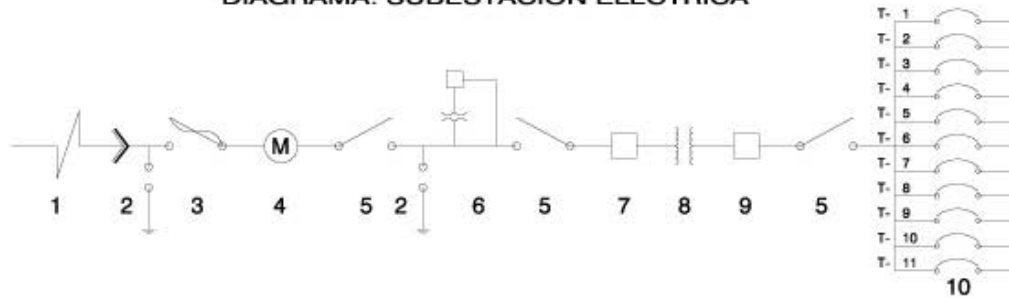 DIAGRAMA: SUBESTACION ELECTRICA
T- 1
T- 2
T- 3
T- 4
T- 5
T- 6
T- 7
T- 8
T- 9
T- 10
T- 11
M
1 2 3 4 5 2 6 5 7 8 9 5
10